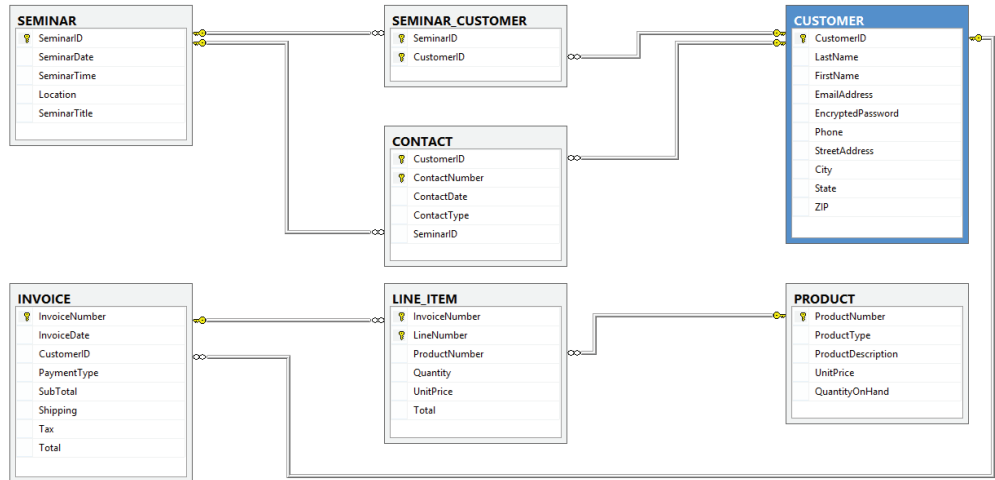 SEMINAR
SeminarID
SeminarDate
SeminarTime
Location
SeminarTitle
SEMINAR_CUSTOMER
SeminarID
CustomerID
CUSTOMER
CustomerID
LastName
FirstName
EmailAddress
EncryptedPassword
Phone
StreetAddress
City
State
ZIP
CONTACT
CustomerID
ContactNumber
ContactDate
ContactType
SeminarID
INVOICE
InvoiceNumber
InvoiceDate
CustomerID
PaymentType
SubTotal
Shipping
Tax
Total
LINE_ITEM
InvoiceNumber
LineNumber
ProductNumber
Quantity
UnitPrice
Total
PRODUCT
ProductNumber
ProductType
ProductDescription
UnitPrice
QuantityOnHand